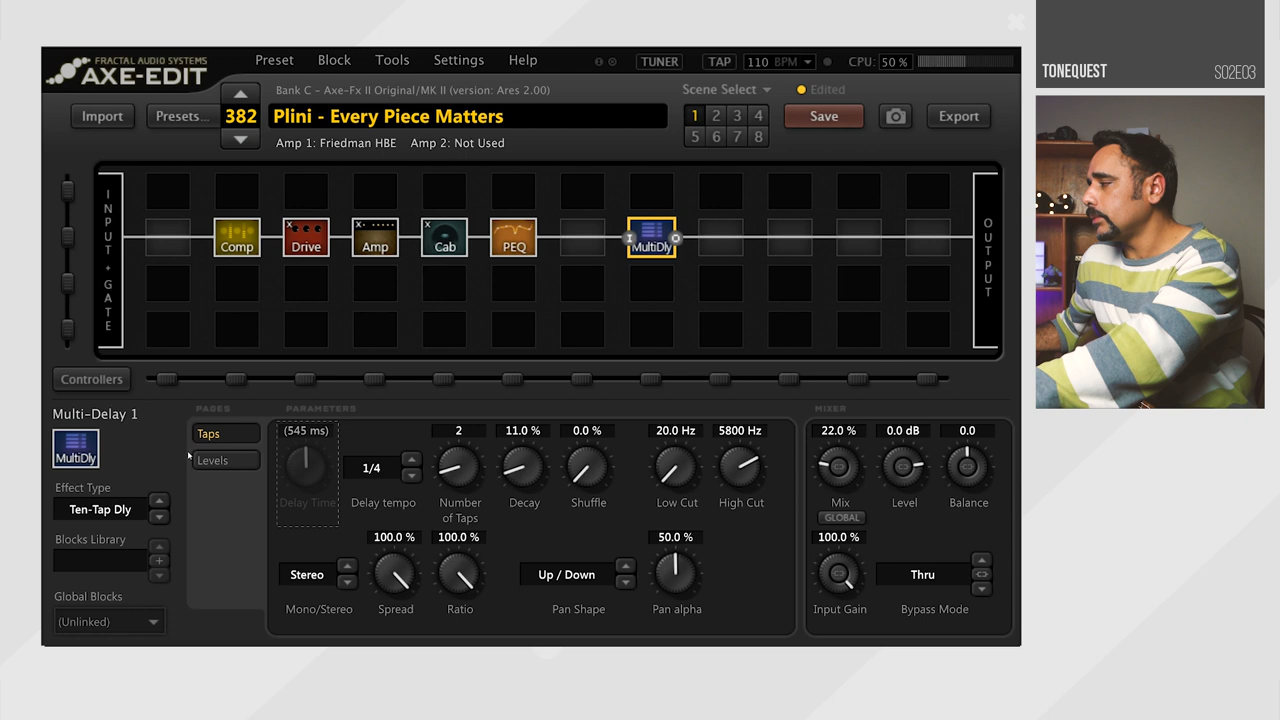 FRACTAL AUDIO SYSTEMS
AXE-EDIT
Preset Block Tools Settings Help
TUNER TAP 110 BPM CPU: 50 %
Bank C - Axe-Fx II Original/MK II (version: Ares 2.00)
Scene Select Edited
Import Presets... 382 Plini - Every Piece Matters
1 2 3 4
5 6 7 8
Save Export
Amp 1: Friedman HBE Amp 2: Not Used
INPUT + GATE
Comp X Drive X Amp X Cab PEQ I MultiDly O
OUTPUT
Controllers
Multi-Delay 1
MultiDly
Effect Type
Ten-Tap Dly
Blocks Library
+
Global Blocks
(Unlinked)
PAGES
Taps
Levels
PARAMETERS
(545 ms) 2 11.0 % 0.0 % 20.0 Hz 5800 Hz
1/4
Delay Time Delay tempo Number of Taps Decay Shuffle Low Cut High Cut
100.0 % 100.0 % 50.0 %
Stereo Up / Down
Mono/Stereo Spread Ratio Pan Shape Pan alpha
MIXER
22.0 % 0.0 dB 0.0
Mix Level Balance
GLOBAL
100.0 %
Thru
Input Gain Bypass Mode
TONEQUEST S02E03